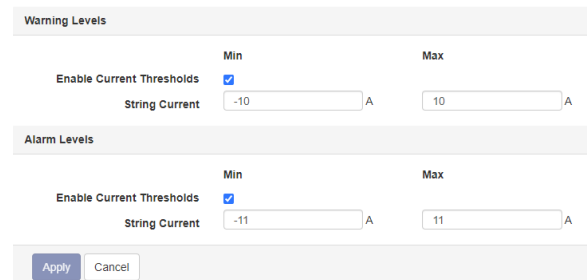 Warning Levels
Min Max
Enable Current Thresholds
String Current -10 A 10 A
Alarm Levels
Min Max
Enable Current Thresholds
String Current -11 A 11 A
Apply Cancel